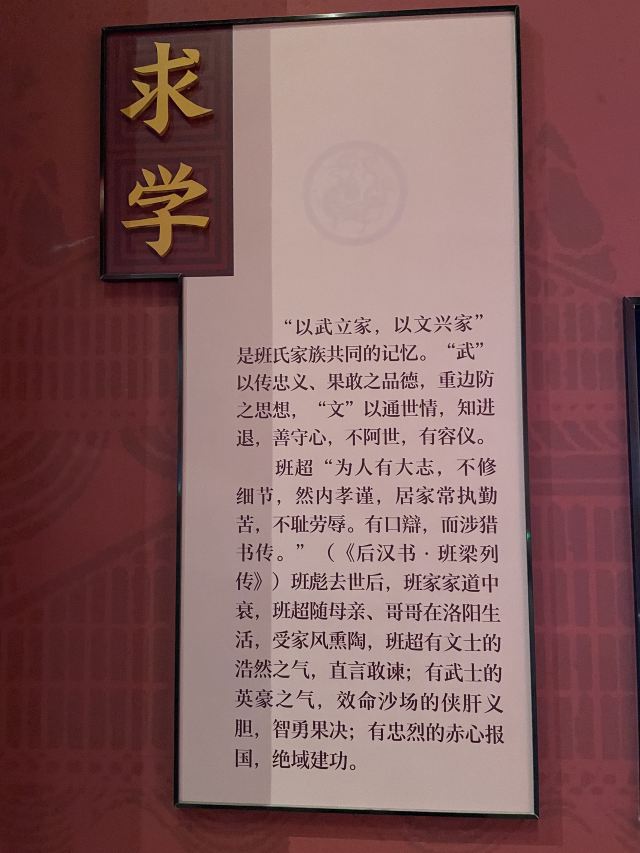 求
学
“以武立家，以文兴家”
是班氏家族共同的记忆。“武”
以传忠义、果敢之品德，重边防
之思想，“文”以通世情，知进
退，善守心，不阿世，有容仪。
班超“为人有大志，不修
细节，然内孝谨，居家常执勤
苦，不耻劳辱。有口辩，而涉猎
书传。”（《后汉书·班梁列
传》）班彪去世后，班家家道中
衰，班超随母亲、哥哥在洛阳生
活，受家风熏陶，班超有文士的
浩然之气，直言敢谏；有武士的
英豪之气，效命沙场的侠肝义
胆，智勇果决；有忠烈的赤心报
国，绝域建功。